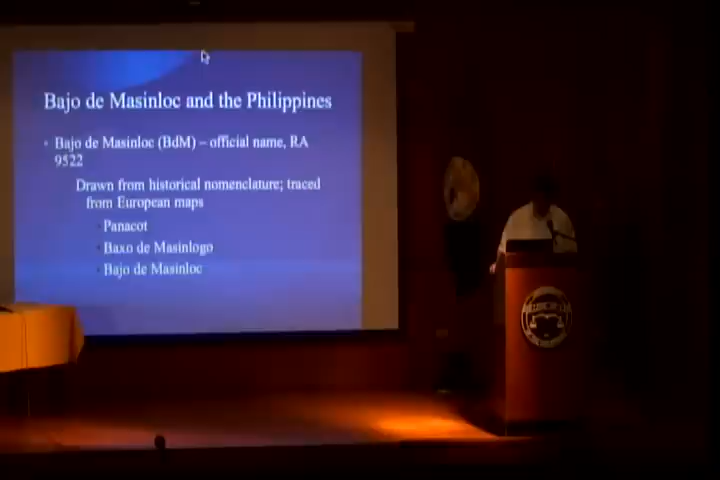 Bajo de Masinloc and the Philippines
Bajo de Masinloc (BdM) – official name, RA
9522
Drawn from historical nomenclature; traced
from European maps
Panacot
Baxo de Masinlogo
Bajo de Masinloc